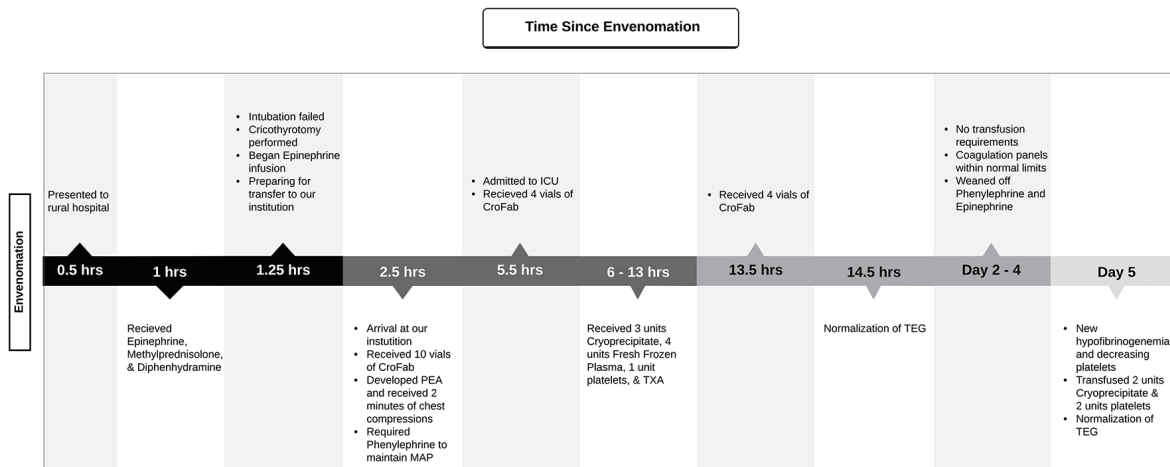 Time Since Envenomation
Envenomation
Presented to
rural hospital
0.5 hrs
1 hrs
Recieved
Epinephrine,
Methylprednisolone,
& Diphenhydramine
• Intubation failed
• Cricothyrotomy
performed
• Began Epinephrine
infusion
• Preparing for
transfer to our
institution
1.25 hrs
2.5 hrs
• Arrival at our
instutition
• Received 10 vials
of CroFab
• Developed PEA
and received 2
minutes of chest
compressions
• Required
Phenylephrine to
maintain MAP
• Admitted to ICU
• Recieved 4 vials of
CroFab
5.5 hrs
6 - 13 hrs
Received 3 units
Cryoprecipitate, 4
units Fresh Frozen
Plasma, 1 unit
platelets, & TXA
• Received 4 vials of
CroFab
13.5 hrs
14.5 hrs
Normalization of TEG
• No transfusion
requirements
• Coagulation panels
within normal limits
• Weaned off
Phenylephrine and
Epinephrine
Day 2 - 4
Day 5
• New
hypofibrinogenemia
and decreasing
platelets
• Transfused 2 units
Cryoprecipitate &
2 units platelets
• Normalization of
TEG